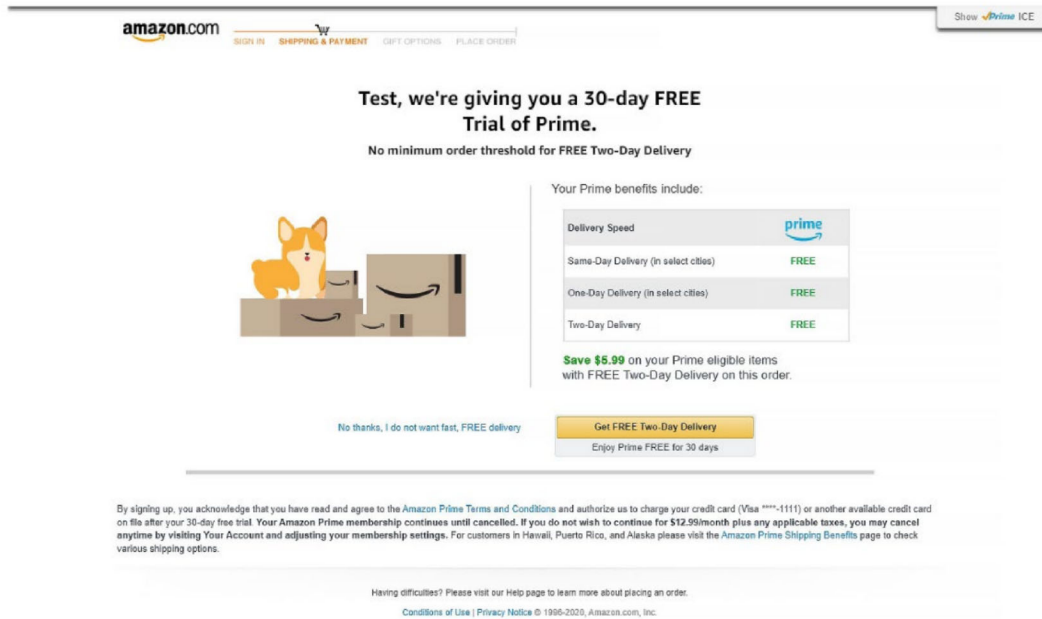 Show Prime ICE
amazon.com
SIGN IN SHIPPING & PAYMENT GIFT OPTIONS PLACE ORDER
Test, we're giving you a 30-day FREE
Trial of Prime.
No minimum order threshold for FREE Two-Day Delivery
Your Prime benefits include:
Delivery Speed prime
Same-Day Delivery (in select cities) FREE
One-Day Delivery (in select cities) FREE
Two-Day Delivery FREE
Save $5.99 on your Prime eligible items
with FREE Two-Day Delivery on this order.
No thanks, I do not want fast, FREE delivery
Get FREE Two-Day Delivery
Enjoy Prime FREE for 30 days
By signing up, you acknowledge that you have read and agree to the Amazon Prime Terms and Conditions and authorize us to charge your credit card (Visa ****-1111) or another available credit card
on file after your 30-day free trial. Your Amazon Prime membership continues until cancelled. If you do not wish to continue for $12.99/month plus any applicable taxes, you may cancel
anytime by visiting Your Account and adjusting your membership settings. For customers in Hawaii, Puerto Rico, and Alaska please visit the Amazon Prime Shipping Benefits page to check
various shipping options.
Having difficulties? Please visit our Help page to learn more about placing an order.
Conditions of Use | Privacy Notice © 1996-2020, Amazon.com, Inc.